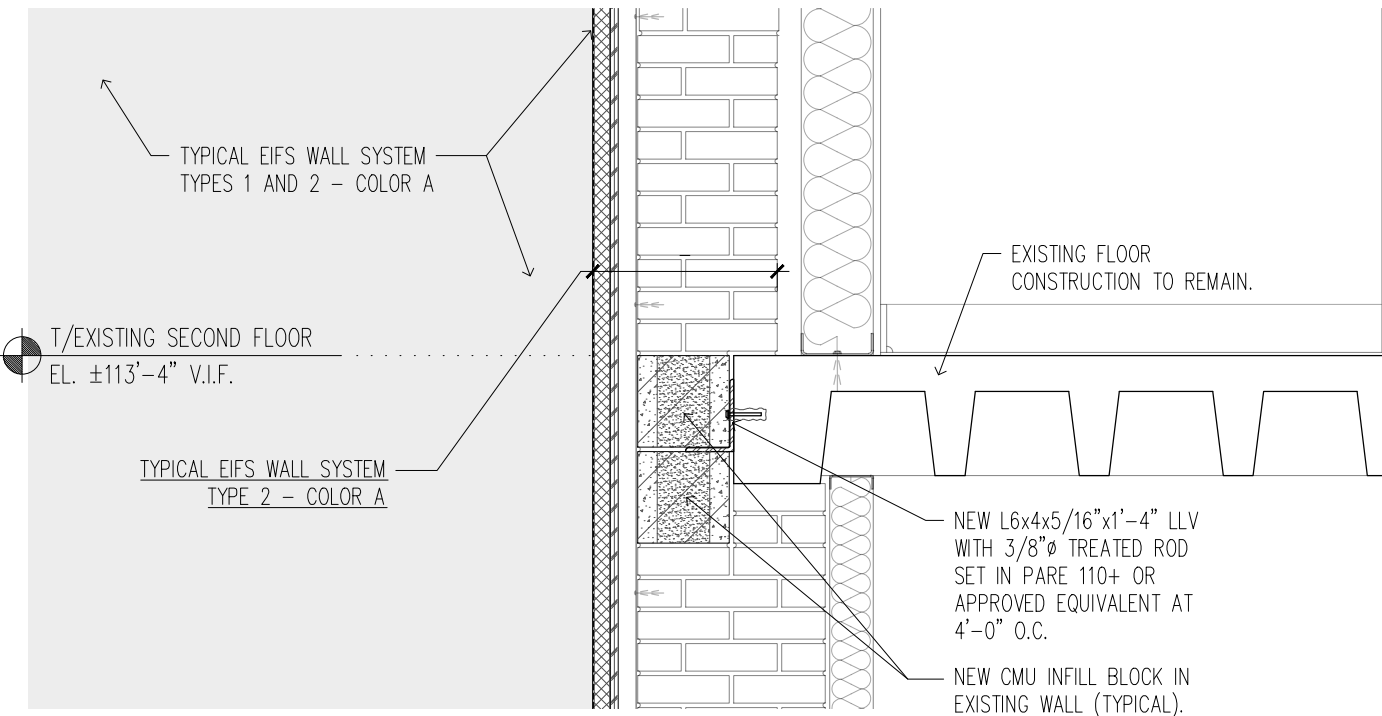 TYPICAL EIFS WALL SYSTEM
TYPES 1 AND 2 - COLOR A
EXISTING FLOOR
CONSTRUCTION TO REMAIN.
T/EXISTING SECOND FLOOR
EL. ±113'-4" V.I.F.
TYPICAL EIFS WALL SYSTEM
TYPE 2 - COLOR A
NEW L6x4x5/16"x1'-4" LLV
WITH 3/8"ø TREATED ROD
SET IN PARE 110+ OR
APPROVED EQUIVALENT AT
4'-0" O.C.
NEW CMU INFILL BLOCK IN
EXISTING WALL (TYPICAL).